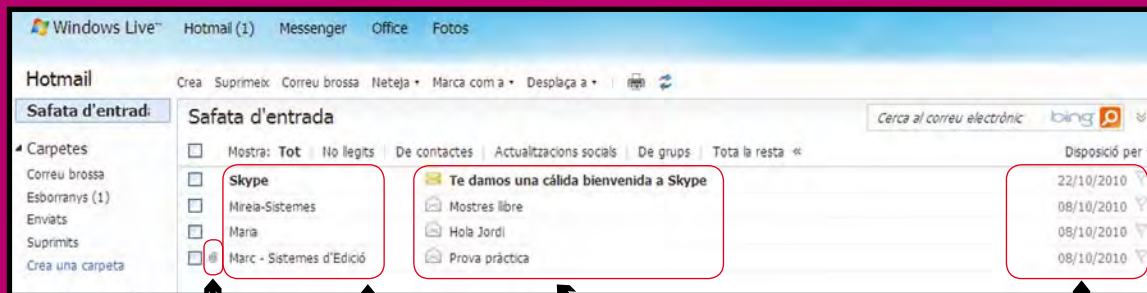 Windows Live™ Hotmail (1) Messenger Office Fotos
Hotmail Crea Suprimeix Correu brossa Neteja Marca com a Desplaça a
Safata d'entrada Safata d'entrada Cerca al correu electrònic bing
Carpetes Mostra: Tot No llegits De contactes Actualitzacions socials De grups Tota la resta « Disposició per
Correu brossa Skype Te damos una cálida bienvenida a Skype 22/10/2010
Esborranys (1) Mireia-Sistemes Mostres llibre 08/10/2010
Enviats Maria Hola Jordi 08/10/2010
Suprimits Marc - Sistemes d'Edició Prova pràctica 08/10/2010
Crea una carpeta